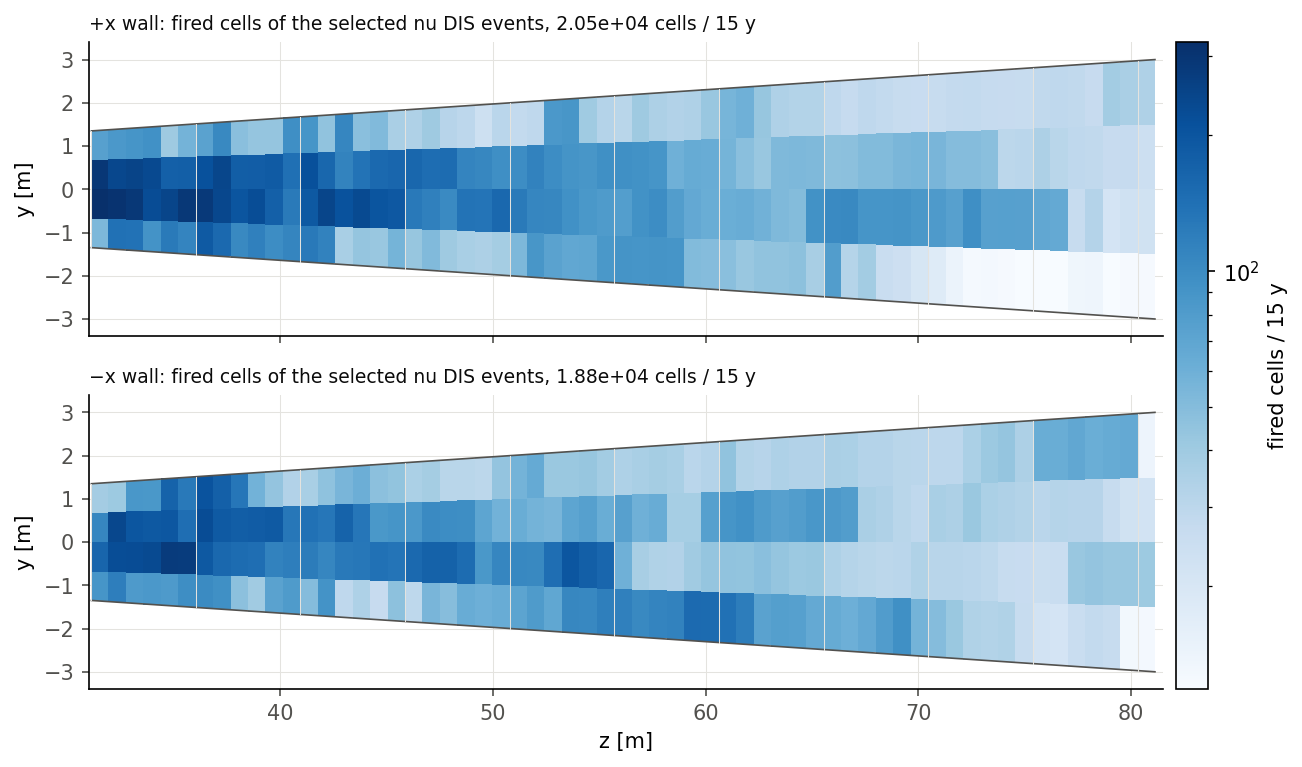 +x wall: fired cells of the selected nu DIS events, 2.05e+04 cells / 15 y
3
2
1
0
−1
−2
−3
y [m]
10²
fired cells / 15 y
−x wall: fired cells of the selected nu DIS events, 1.88e+04 cells / 15 y
3
2
1
0
−1
−2
−3
y [m]
40 50 60 70 80
z [m]